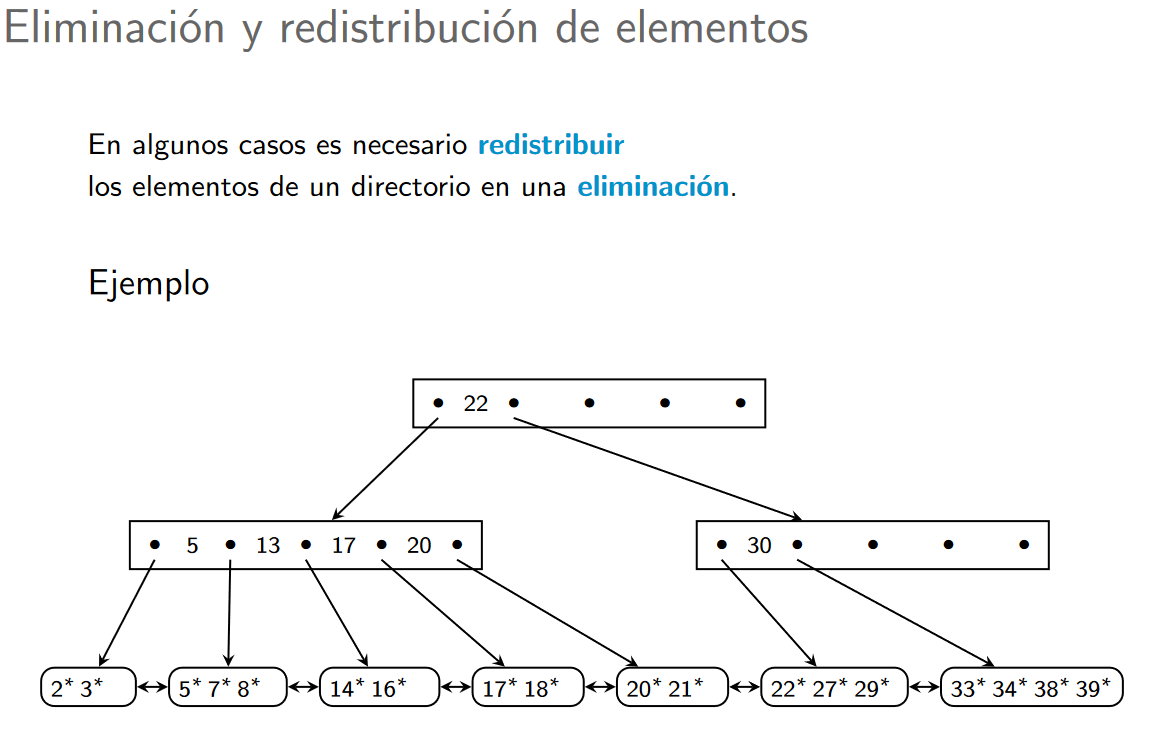 Eliminación y redistribución de elementos
En algunos casos es necesario redistribuir
los elementos de un directorio en una eliminación.
Ejemplo
• 22 • • • •
• 5 • 13 • 17 • 20 •
• 30 • • • •
2* 3*
5* 7* 8*
14* 16*
17* 18*
20* 21*
22* 27* 29*
33* 34* 38* 39*